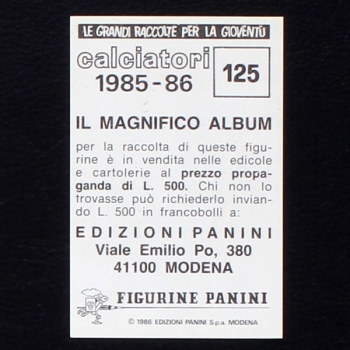 LE GRANDI RACCOLTE PER LA GIOVENTÙ
calciatori
1985-86
125
IL MAGNIFICO ALBUM
per la raccolta di queste figu-
rine è in vendita nelle edicole
e cartolerie al prezzo propa-
ganda di L. 500. Chi non lo
trovasse può richiederlo invian-
do L. 500 in francobolli a:
EDIZIONI PANINI
Viale Emilio Po, 380
41100 MODENA
FIGURINE PANINI
© 1986 EDIZIONI PANINI S.p.a. MODENA